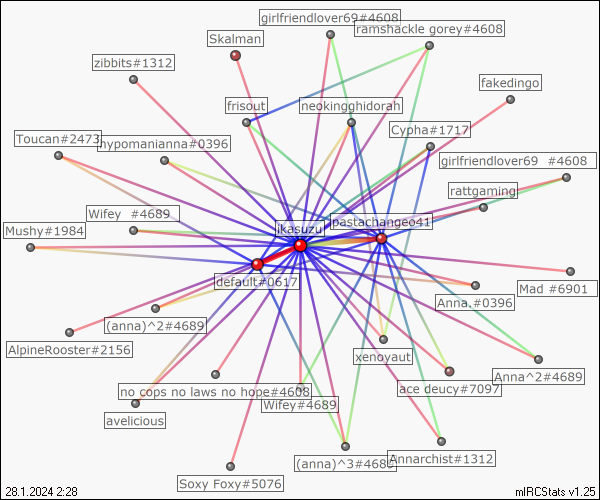 girlfriendlover69#4608
ramshackle gorey#4608
Skalman
zibbits#1312
fakedingo
frisout
neokingghidorah
Cypha#1717
Toucan#2473
hypomanianna#0396
girlfriendlover69 #4608
rattgaming
Wifey #4689
pastachangeo41
Mushy#1984
ikasuzu
default#0617
Mad #6901
Anna.#0396
(anna)^2#4689
AlpineRooster#2156
xenoyaut
Anna^2#4689
no cops no laws no hope#4608
ace deucy#7097
Wifey#4689
avelicious
Annarchist#1312
(anna)^3#4689
Soxy Foxy#5076
28.1.2024 2:28
mIRCStats v1.25